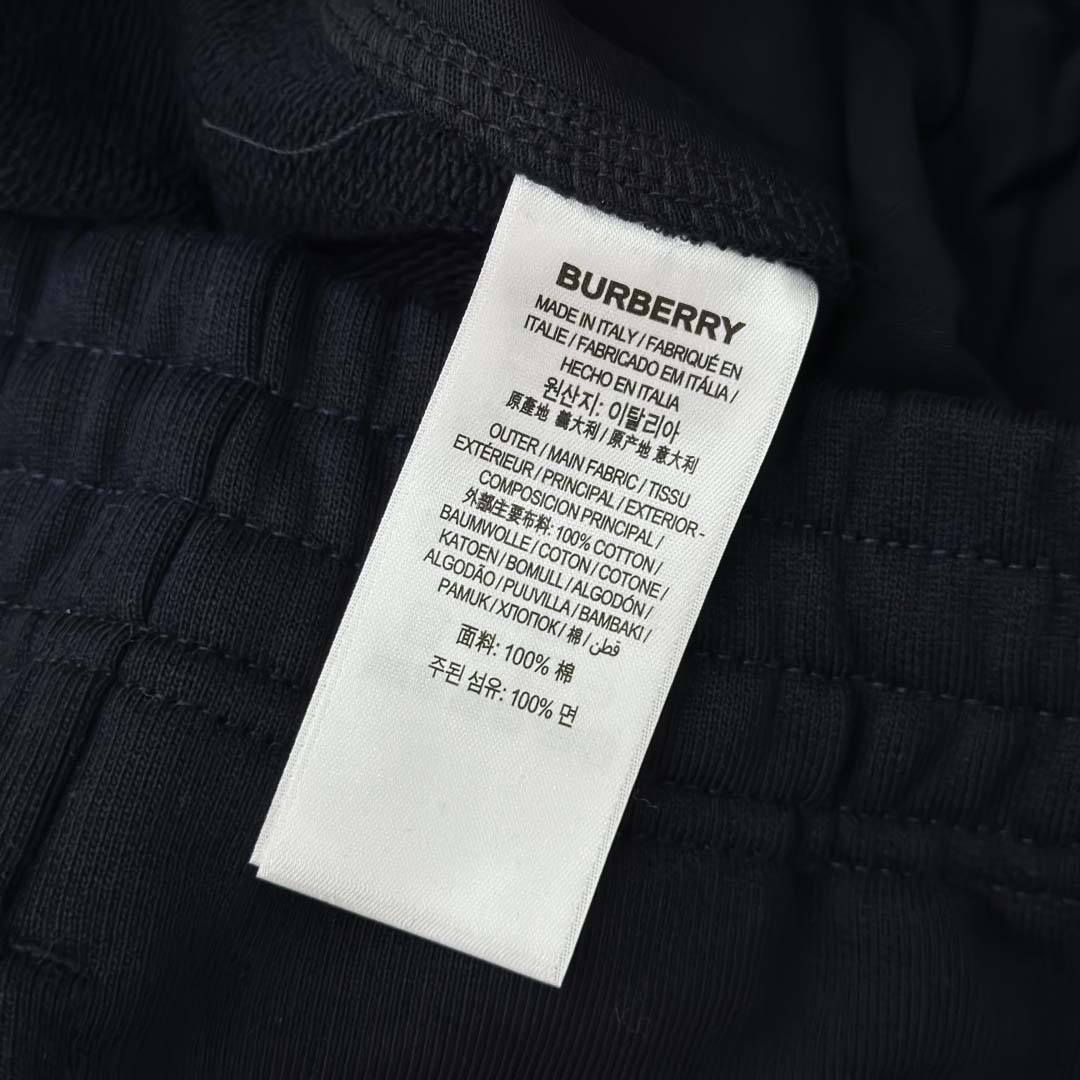 BURBERRY
MADE IN ITALY / FABRIQUÉ EN
ITALIE / FABRICADO EM ITÁLIA /
HECHO EN ITALIA
원산지: 이탈리아
原產地 義大利 / 原产地 意大利
OUTER / MAIN FABRIC / TISSU
EXTÉRIEUR / PRINCIPAL / EXTERIOR -
COMPOSICION PRINCIPAL /
外部主要布料: 100% COTTON /
BAUMWOLLE / COTON / COTONE /
KATOEN / BOMULL / ALGODÓN /
ALGODÃO / PUUVILLA / BAMBAKI /
PAMUK / ХЛОПОК / 棉 / قطن
面料: 100% 棉
주된 섬유: 100% 면